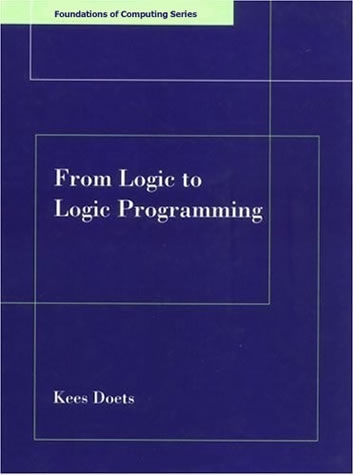 Foundations of Computing Series
From Logic to
Logic Programming
Kees Doets